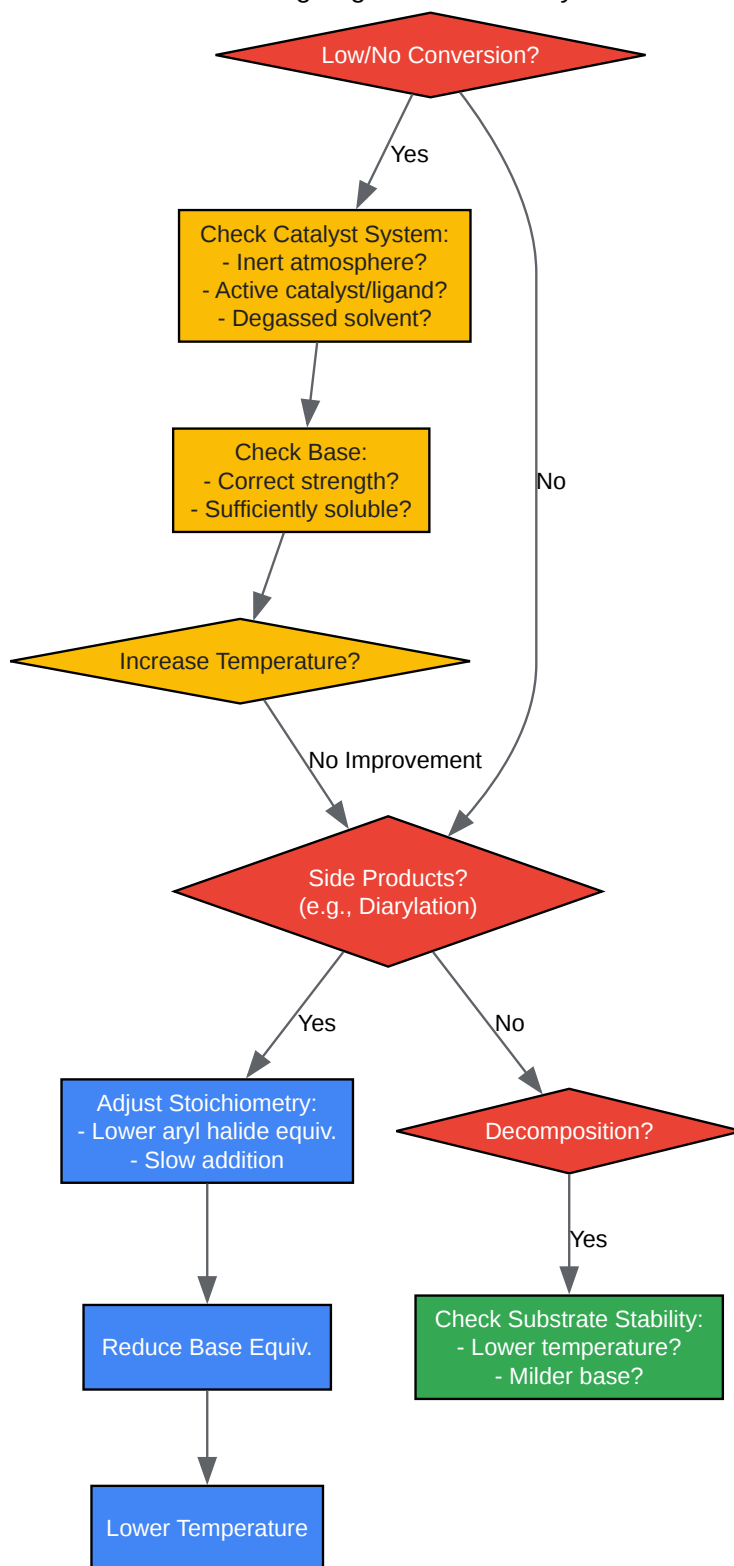 Low/No Conversion?
Yes
Check Catalyst System:
- Inert atmosphere?
- Active catalyst/ligand?
- Degassed solvent?
Check Base:
- Correct strength?
- Sufficiently soluble?
No
Increase Temperature?
No Improvement
Side Products?
(e.g., Diarylation)
Yes
No
Adjust Stoichiometry:
- Lower aryl halide equiv.
- Slow addition
Decomposition?
Yes
Reduce Base Equiv.
Check Substrate Stability:
- Lower temperature?
- Milder base?
Lower Temperature